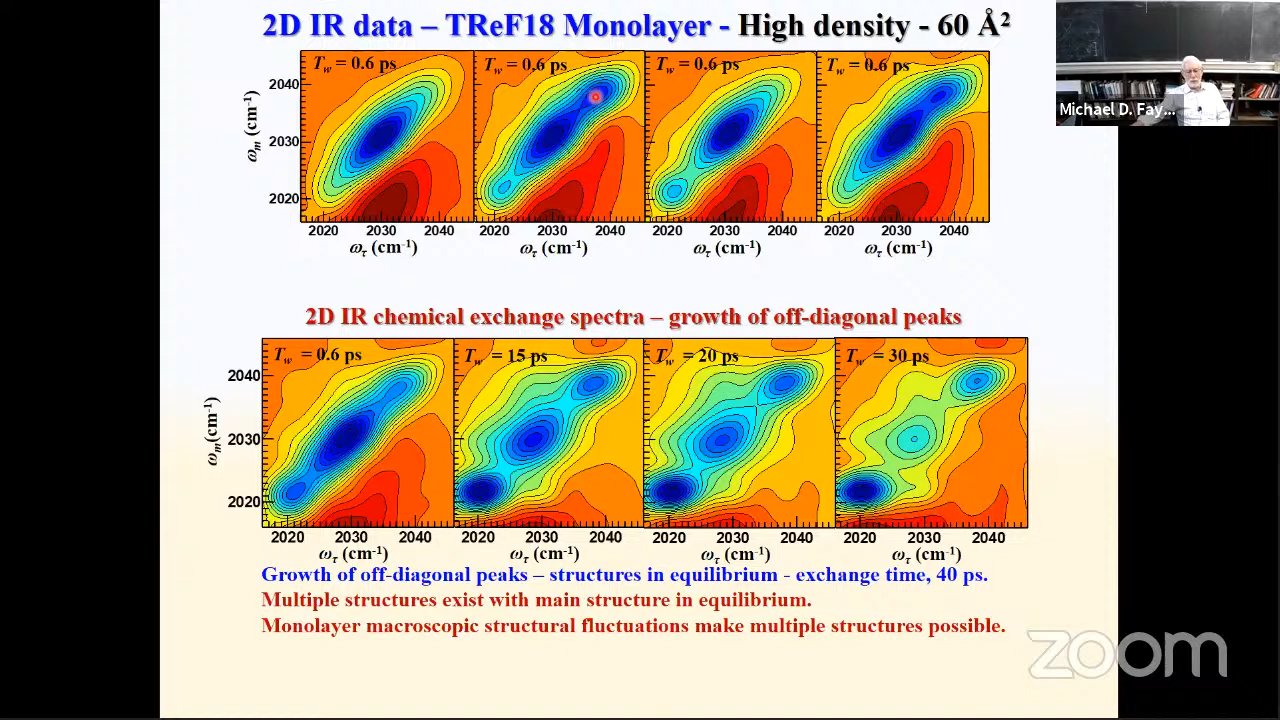 2D IR data – TReF18 Monolayer - High density - 60 Å²
Tw = 0.6 ps Tw = 0.6 ps Tw = 0.6 ps Tw = 0.6 ps
2040
2030
2020
ωm (cm⁻¹)
2020 2030 2040 2020 2030 2040 2020 2030 2040 2020 2030 2040
ωτ (cm⁻¹) ωτ (cm⁻¹) ωτ (cm⁻¹) ωτ (cm⁻¹)
Michael D. Fay...
2D IR chemical exchange spectra – growth of off-diagonal peaks
Tw = 0.6 ps Tw = 15 ps Tw = 20 ps Tw = 30 ps
2040
2030
2020
ωm(cm⁻¹)
2020 2030 2040 2020 2030 2040 2020 2030 2040 2020 2030 2040
ωτ (cm⁻¹) ωτ (cm⁻¹) ωτ (cm⁻¹) ωτ (cm⁻¹)
Growth of off-diagonal peaks – structures in equilibrium - exchange time, 40 ps.
Multiple structures exist with main structure in equilibrium.
Monolayer macroscopic structural fluctuations make multiple structures possible.
zoom